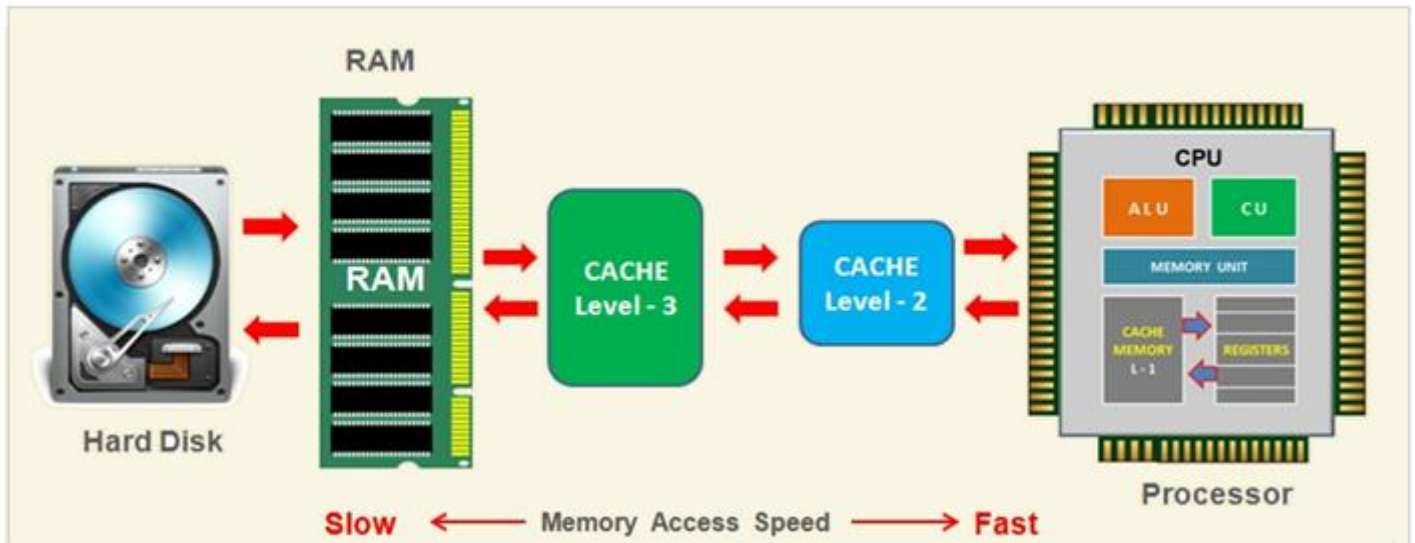 RAM
RAM
Hard Disk
CACHE
Level - 3
CACHE
Level - 2
CPU
ALU
CU
MEMORY UNIT
CACHE
MEMORY
L - 1
REGISTERS
Processor
Slow
Memory Access Speed
Fast